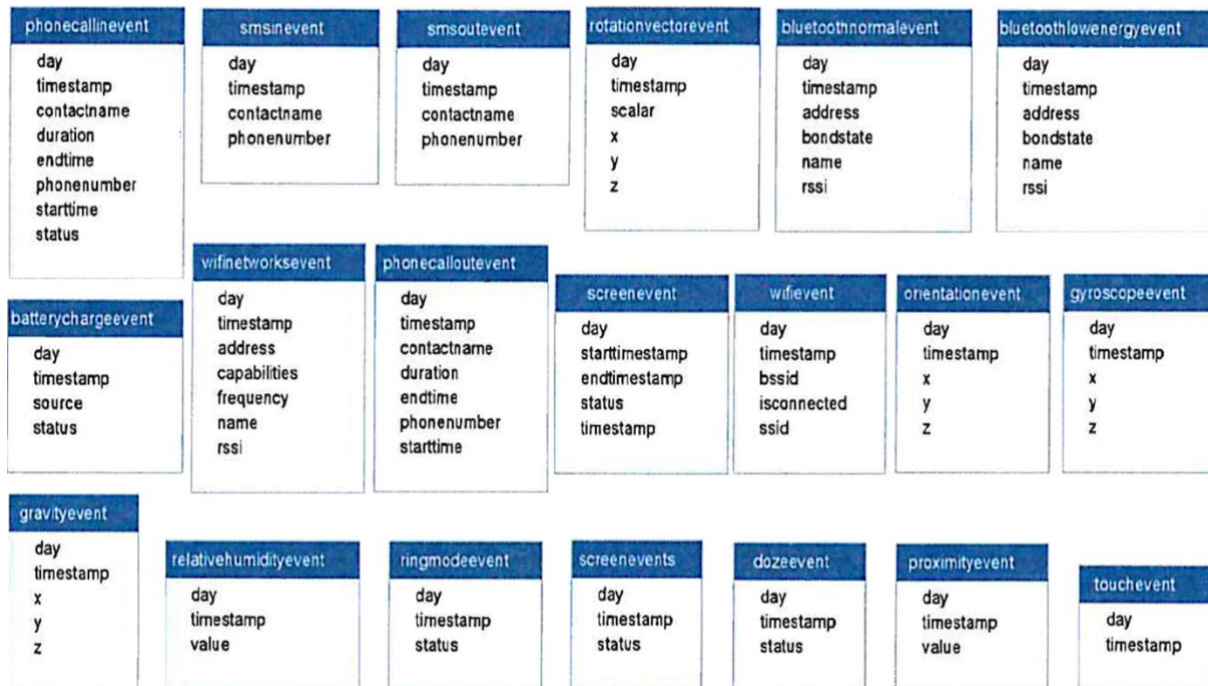 phonecallinevent
day
timestamp
contactname
duration
endtime
phonenumber
starttime
status
smsinevent
day
timestamp
contactname
phonenumber
smsoutevent
day
timestamp
contactname
phonenumber
rotationvectorevent
day
timestamp
scalar
x
y
z
bluetoothnormalevent
day
timestamp
address
bondstate
name
rssi
bluetoothlowenergyevent
day
timestamp
address
bondstate
name
rssi
batterychargeevent
day
timestamp
source
status
wifinetworksevent
day
timestamp
address
capabilities
frequency
name
rssi
phonecalloutevent
day
timestamp
contactname
duration
endtime
phonenumber
starttime
screenevent
day
starttimestamp
endtimestamp
status
timestamp
wifievent
day
timestamp
bssid
isconnected
ssid
orientationevent
day
timestamp
x
y
z
gyroscopeevent
day
timestamp
x
y
z
gravityevent
day
timestamp
x
y
z
relativehumidityevent
day
timestamp
value
ringmodeevent
day
timestamp
status
screenevents
day
timestamp
status
dozeevent
day
timestamp
status
proximityevent
day
timestamp
value
touchevent
day
timestamp